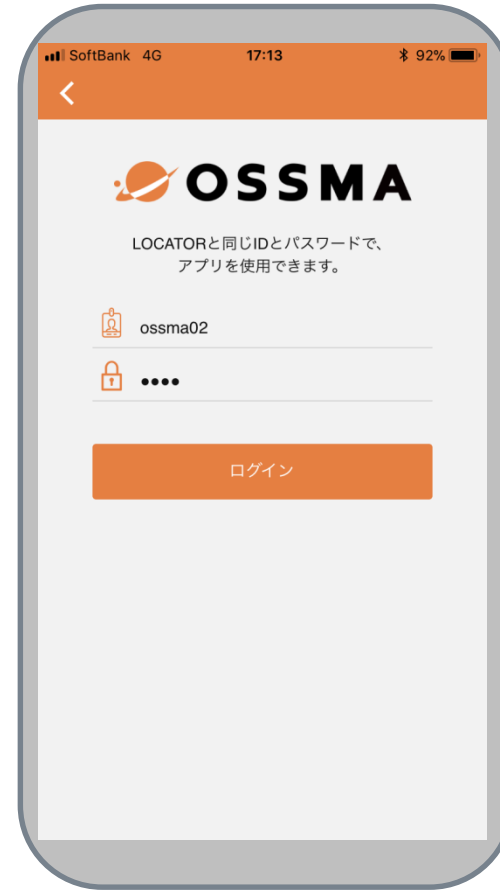 SoftBank 4G 17:13 92%
OSSMA
LOCATORと同じIDとパスワードで、
アプリを使用できます。
ossma02
••••
ログイン